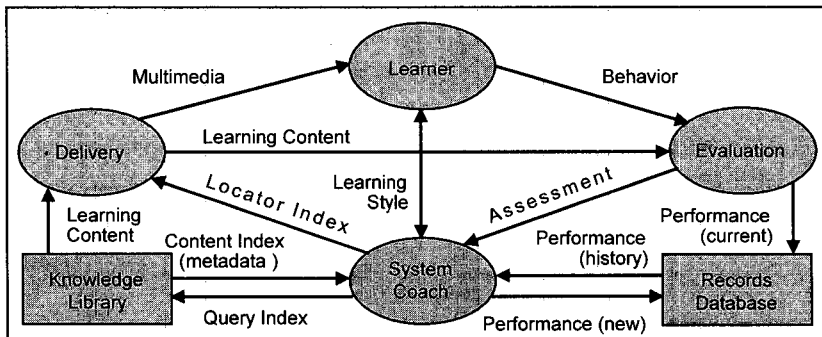 Learner
Multimedia
Behavior
Learning Content
Delivery
Evaluation
Locator Index
Learning
Style
Assessment
Learning
Content
Performance
(current)
Content Index
(metadata )
Performance
(history)
System
Coach
Knowledge
Library
Records
Database
Query Index
Performance (new)